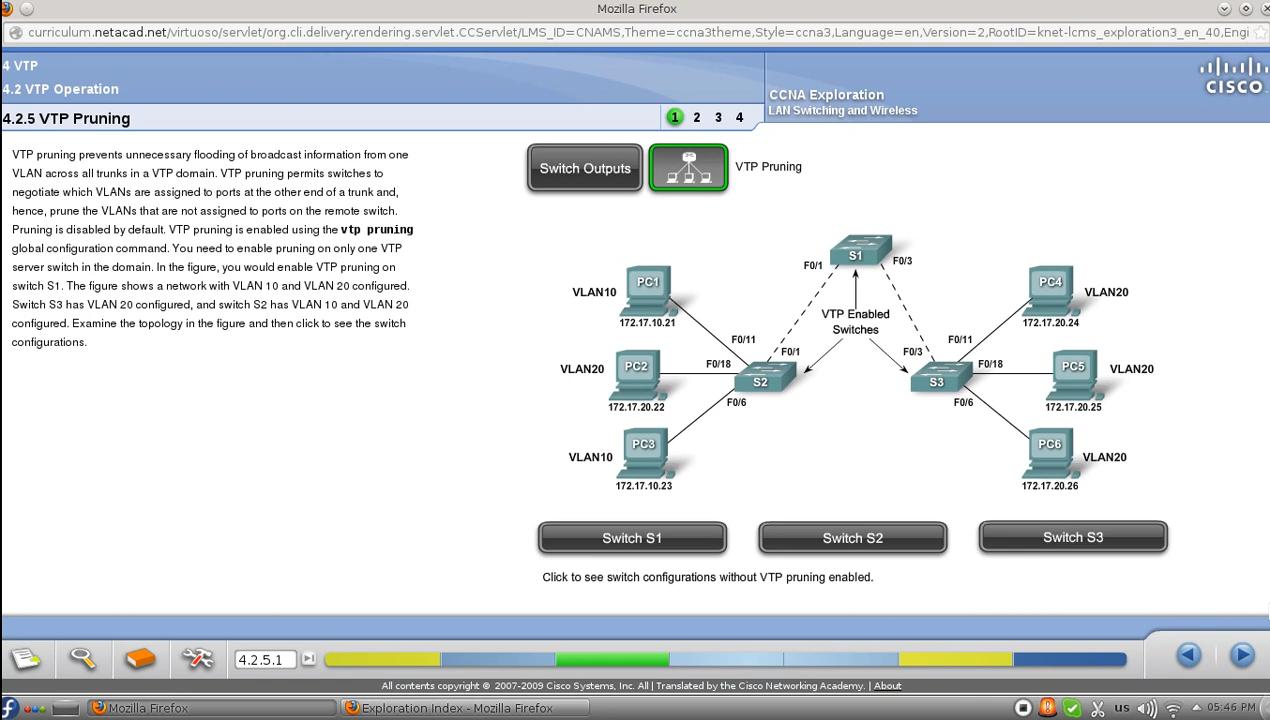 Mozilla Firefox
curriculum.netacad.net/virtuoso/servlet/org.cli.delivery.rendering.servlet.CCServlet/LMS_ID=CNAMS,Theme=ccna3theme,Style=ccna3,Language=en,Version=2,RootID=knet-lcms_exploration3_en_40,Engi
4 VTP
4.2 VTP Operation
4.2.5 VTP Pruning
1 2 3 4
CCNA Exploration
LAN Switching and Wireless
CISCO
VTP pruning prevents unnecessary flooding of broadcast information from one
VLAN across all trunks in a VTP domain. VTP pruning permits switches to
negotiate which VLANs are assigned to ports at the other end of a trunk and,
hence, prune the VLANs that are not assigned to ports on the remote switch.
Pruning is disabled by default. VTP pruning is enabled using the vtp pruning
global configuration command. You need to enable pruning on only one VTP
server switch in the domain. In the figure, you would enable VTP pruning on
switch S1. The figure shows a network with VLAN 10 and VLAN 20 configured.
Switch S3 has VLAN 20 configured, and switch S2 has VLAN 10 and VLAN 20
configured. Examine the topology in the figure and then click to see the switch
configurations.
Switch Outputs
VTP Pruning
S1
F0/1
F0/3
VLAN10
PC1
172.17.10.21
PC4
VLAN20
172.17.20.24
VTP Enabled
Switches
F0/11
F0/1
F0/3
F0/11
VLAN20
PC2
172.17.20.22
F0/18
S2
F0/6
S3
F0/18
F0/6
PC5
VLAN20
172.17.20.25
VLAN10
PC3
172.17.10.23
PC6
VLAN20
172.17.20.26
Switch S1
Switch S2
Switch S3
Click to see switch configurations without VTP pruning enabled.
4.2.5.1
All contents copyright © 2007-2009 Cisco Systems, Inc. All | Translated by the Cisco Networking Academy. | About
Mozilla Firefox
Exploration Index - Mozilla Firefox
us
05:46 PM